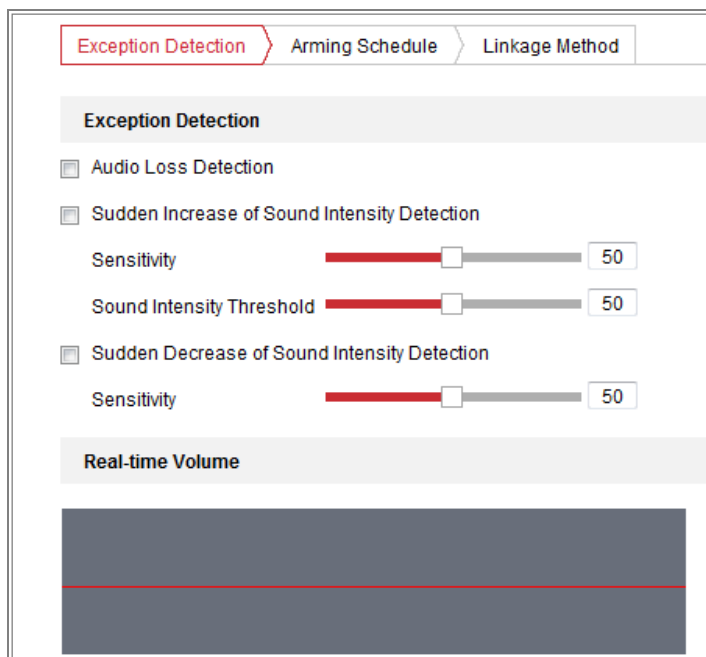 Exception Detection Arming Schedule Linkage Method
Exception Detection
Audio Loss Detection
Sudden Increase of Sound Intensity Detection
Sensitivity 50
Sound Intensity Threshold 50
Sudden Decrease of Sound Intensity Detection
Sensitivity 50
Real-time Volume